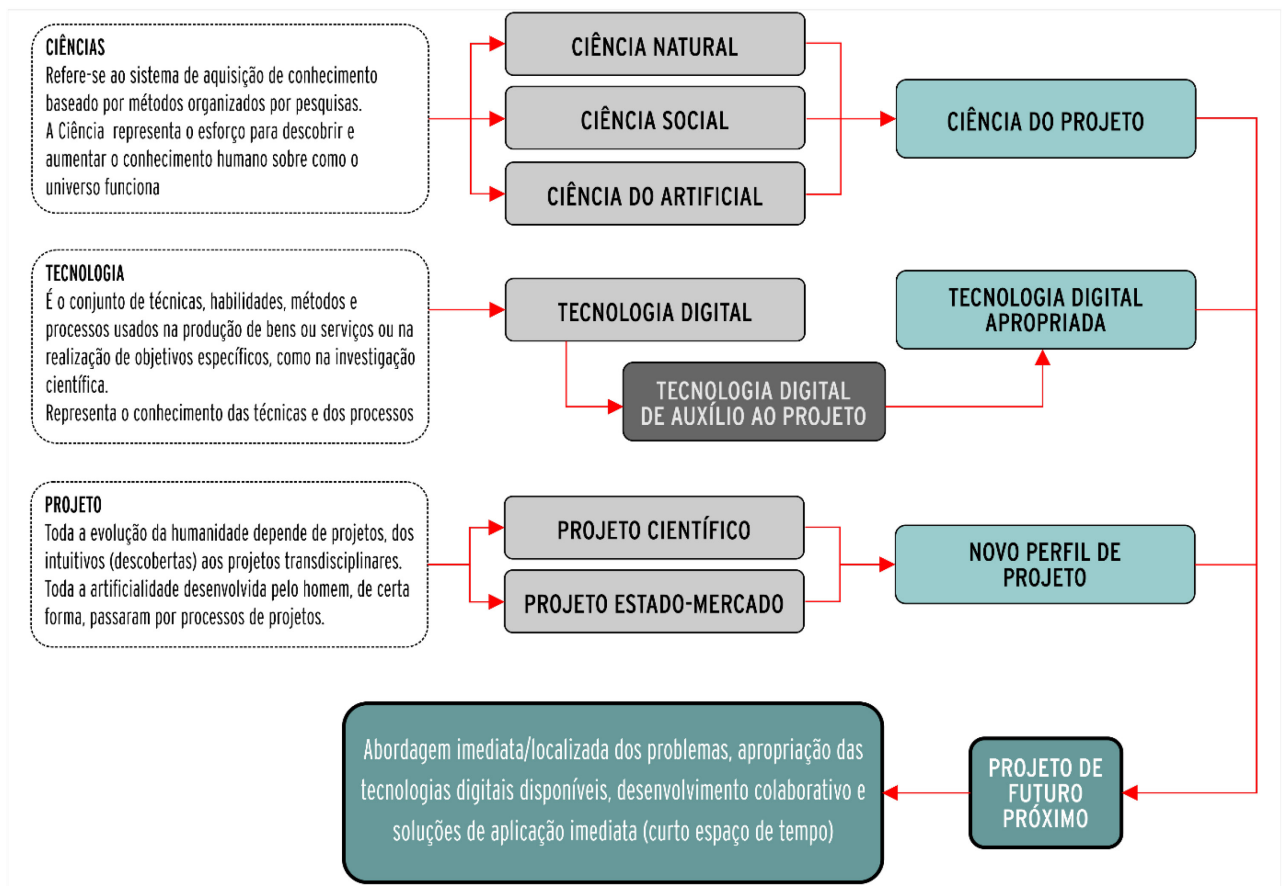 CIÊNCIAS
Refere-se ao sistema de aquisição de conhecimento
baseado por métodos organizados por pesquisas.
A Ciência representa o esforço para descobrir e
aumentar o conhecimento humano sobre como o
universo funciona
CIÊNCIA NATURAL
CIÊNCIA SOCIAL
CIÊNCIA DO ARTIFICIAL
CIÊNCIA DO PROJETO
TECNOLOGIA
É o conjunto de técnicas, habilidades, métodos e
processos usados na produção de bens ou serviços ou na
realização de objetivos específicos, como na investigação
científica.
Representa o conhecimento das técnicas e dos processos
TECNOLOGIA DIGITAL
TECNOLOGIA DIGITAL
DE AUXÍLIO AO PROJETO
TECNOLOGIA DIGITAL
APROPRIADA
PROJETO
Toda a evolução da humanidade depende de projetos, dos
intuitivos (descobertas) aos projetos transdisciplinares.
Toda a artificialidade desenvolvida pelo homem, de certa
forma, passaram por processos de projetos.
PROJETO CIENTÍFICO
PROJETO ESTADO-MERCADO
NOVO PERFIL DE
PROJETO
PROJETO DE
FUTURO
PRÓXIMO
Abordagem imediata/localizada dos problemas, apropriação das
tecnologias digitais disponíveis, desenvolvimento colaborativo e
soluções de aplicação imediata (curto espaço de tempo)